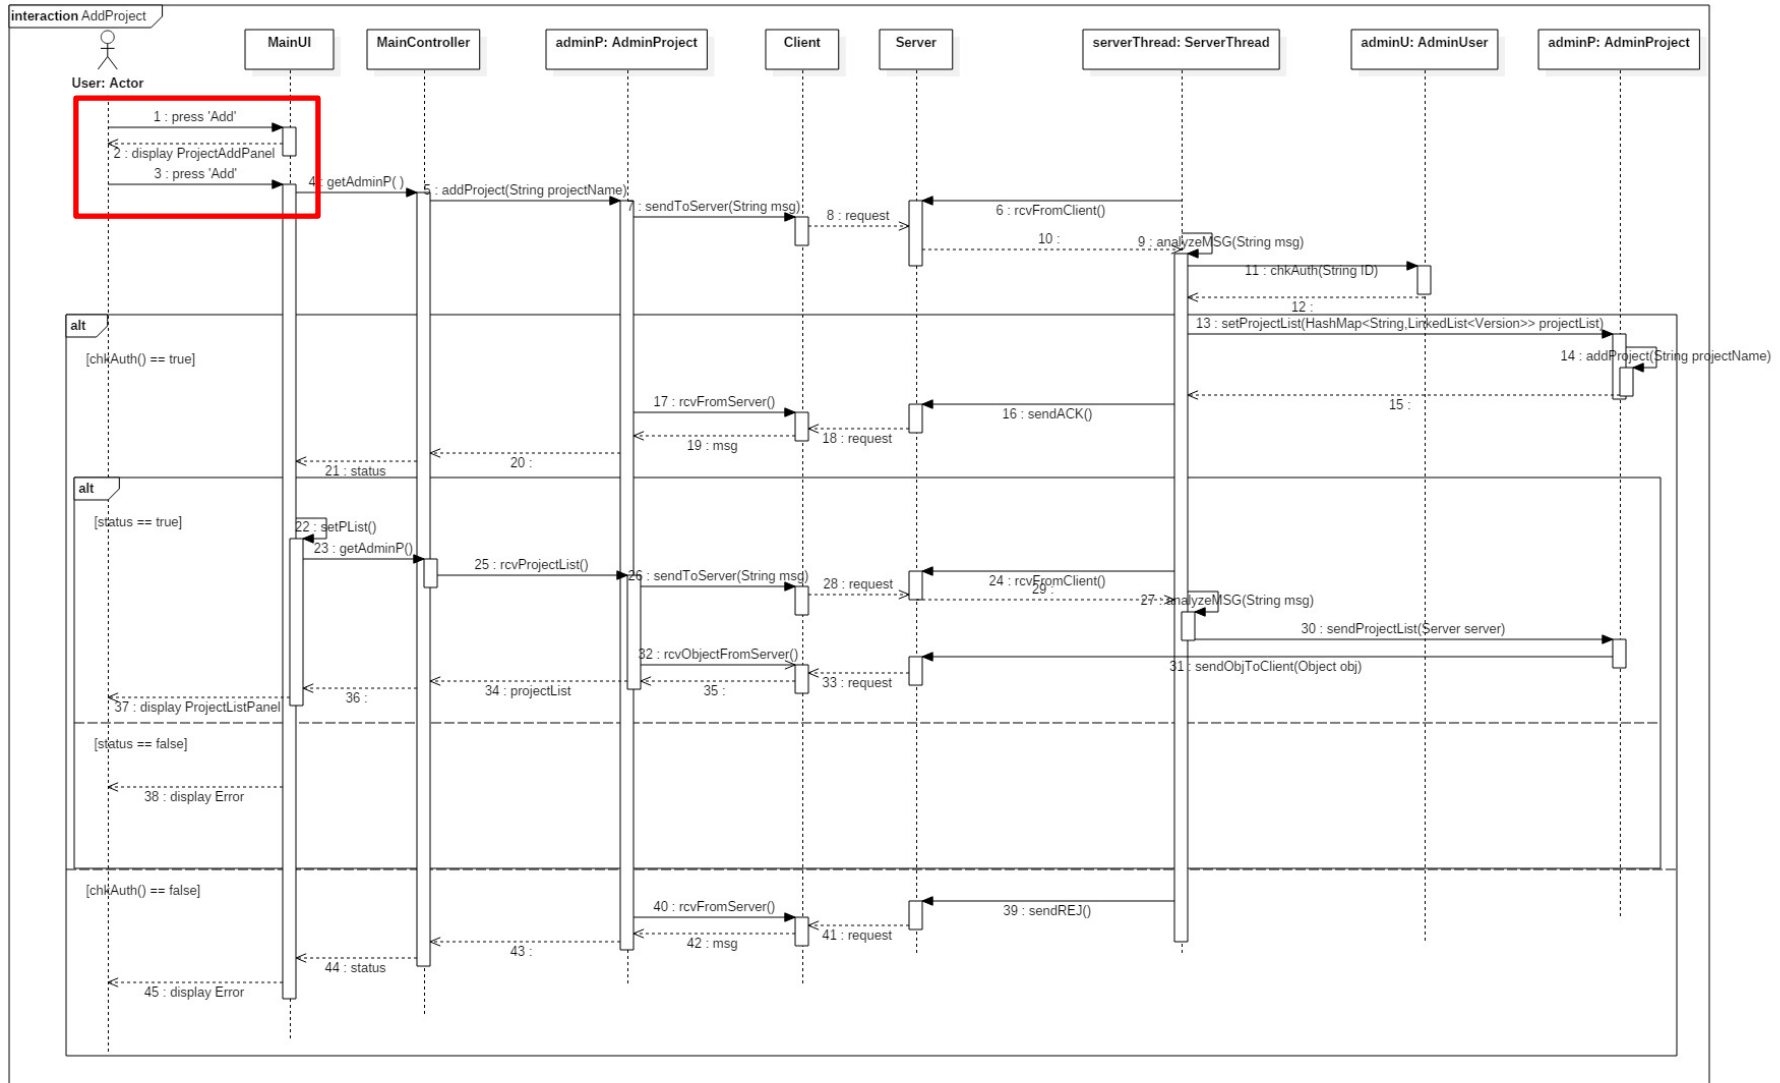 interaction AddProject
User: Actor
MainUI
MainController
adminP: AdminProject
Client
Server
serverThread: ServerThread
adminU: AdminUser
adminP: AdminProject
1 : press 'Add'
2 : display ProjectAddPanel
3 : press 'Add'
4 : getAdminP( )
5 : addProject(String projectName)
6 : rcvFromClient()
7 : sendToServer(String msg)
8 : request
9 : analyzeMSG(String msg)
10 :
11 : chkAuth(String ID)
12 :
alt
[chkAuth() == true]
13 : setProjectList(HashMap<String,LinkedList<Version>> projectList)
14 : addProject(String projectName)
15 :
16 : sendACK()
17 : rcvFromServer()
18 : request
19 : msg
20 :
21 : status
alt
[status == true]
22 : setPList()
23 : getAdminP()
24 : rcvFromClient()
25 : rcvProjectList()
26 : sendToServer(String msg)
27 : analyzeMSG(String msg)
28 : request
29 :
30 : sendProjectList(Server server)
31 : sendObjToClient(Object obj)
32 : rcvObjectFromServer()
33 : request
34 : projectList
35 :
36 :
37 : display ProjectListPanel
[status == false]
38 : display Error
[chkAuth() == false]
39 : sendREJ()
40 : rcvFromServer()
41 : request
42 : msg
43 :
44 : status
45 : display Error